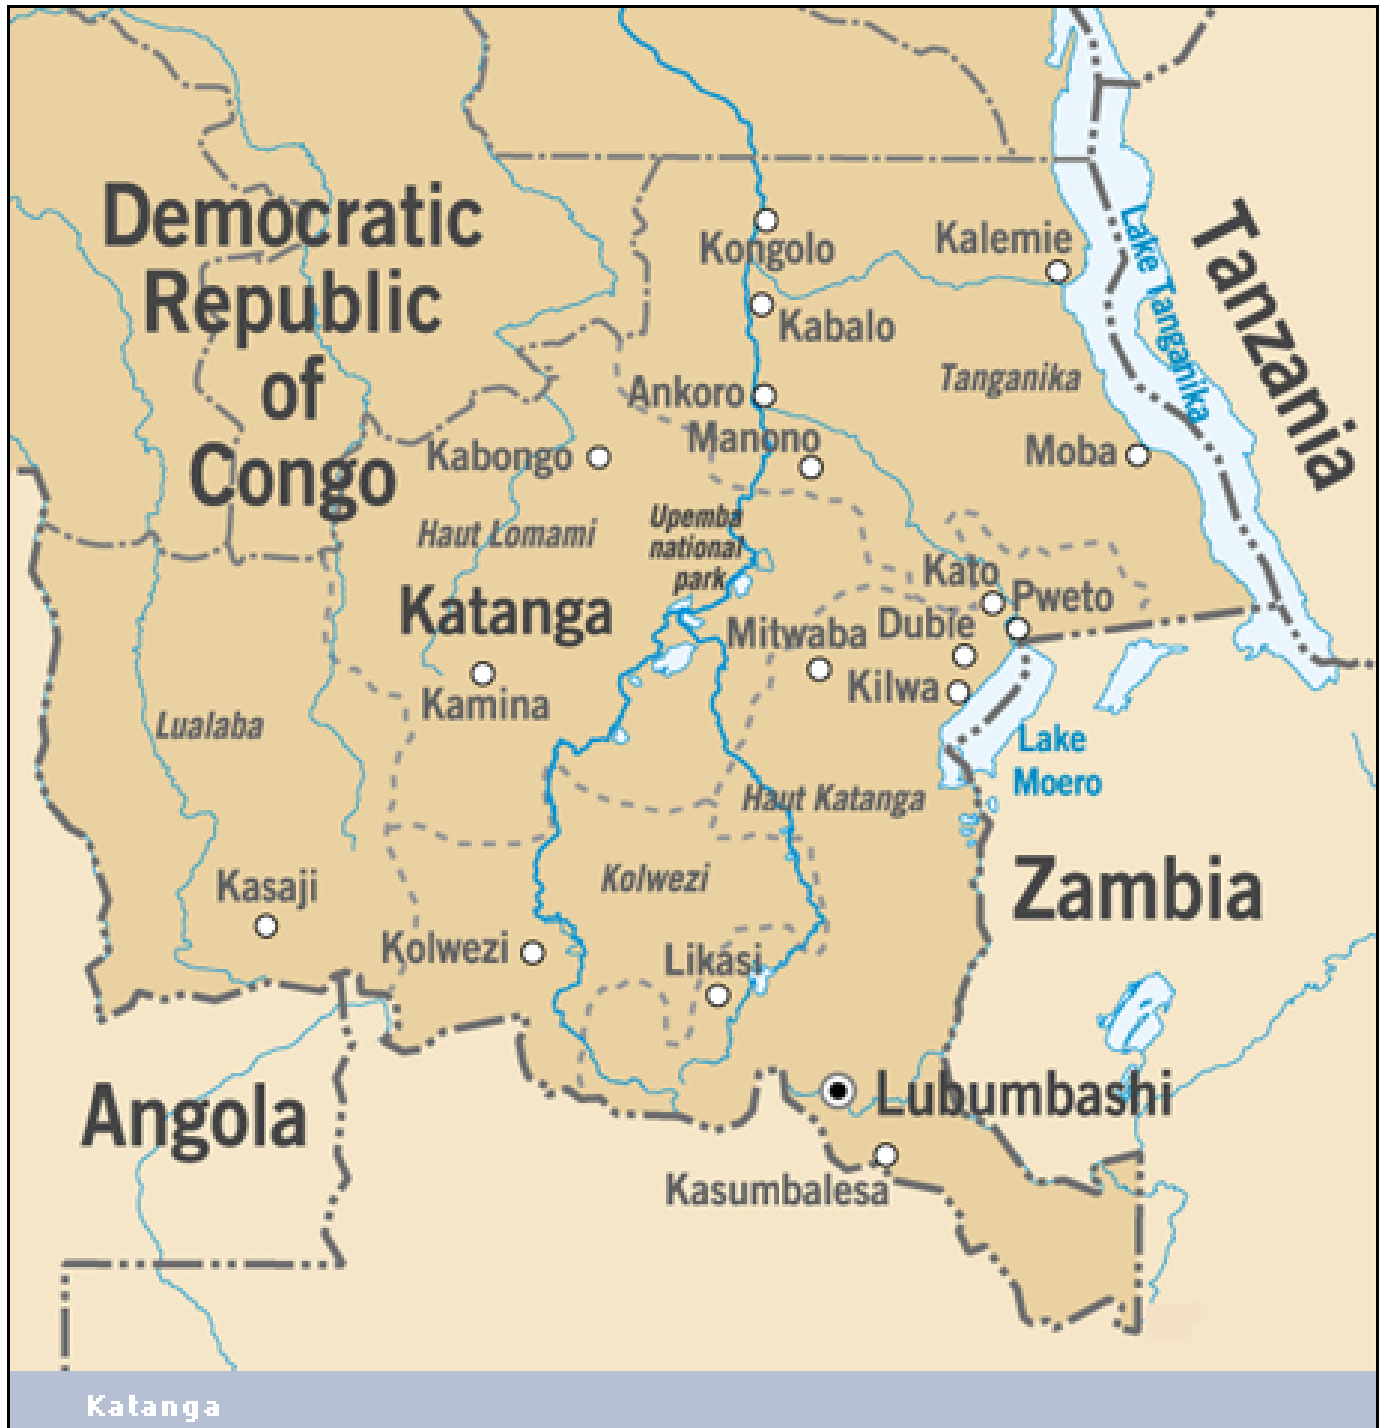 Democratic
Republic
of
Congo
Kongolo
Kalemie
Lake Tanganika
Tanzania
Kabalo
Ankoro
Tanganika
Manono
Kabongo
Moba
Haut Lomami
Upemba
national
park
Katanga
Kato
Pweto
Mitwaba
Dubie
Kilwa
Kamina
Lualaba
Lake
Moero
Haut Katanga
Kolwezi
Zambia
Kasaji
Kolwezi
Likasi
Angola
Lubumbashi
Kasumbalesa
Katanga